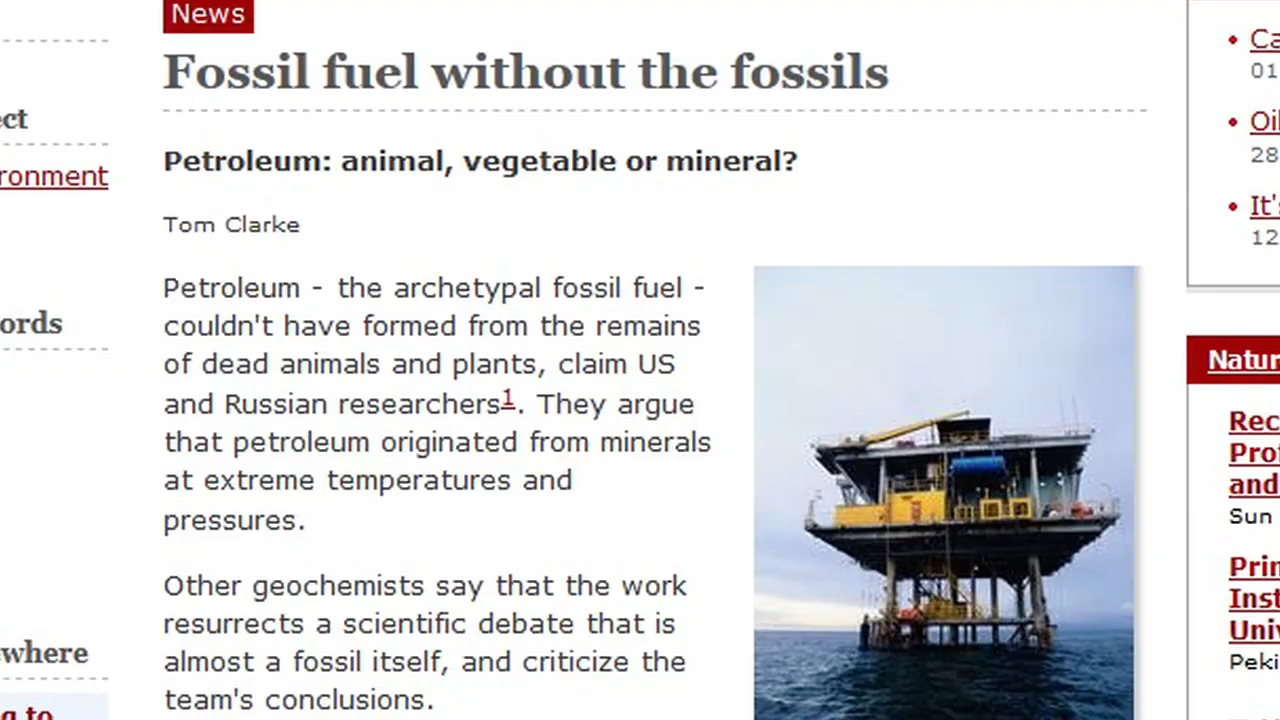 News
Fossil fuel without the fossils
Petroleum: animal, vegetable or mineral?
Tom Clarke
Petroleum - the archetypal fossil fuel -
couldn't have formed from the remains
of dead animals and plants, claim US
and Russian researchers1. They argue
that petroleum originated from minerals
at extreme temperatures and
pressures.
Other geochemists say that the work
resurrects a scientific debate that is
almost a fossil itself, and criticize the
team's conclusions.
ect
ronment
ords
where
g to
Ca
01
Oil
28
It's
12
Natur
Rec
Prof
and
Sun
Prin
Inst
Univ
Peki